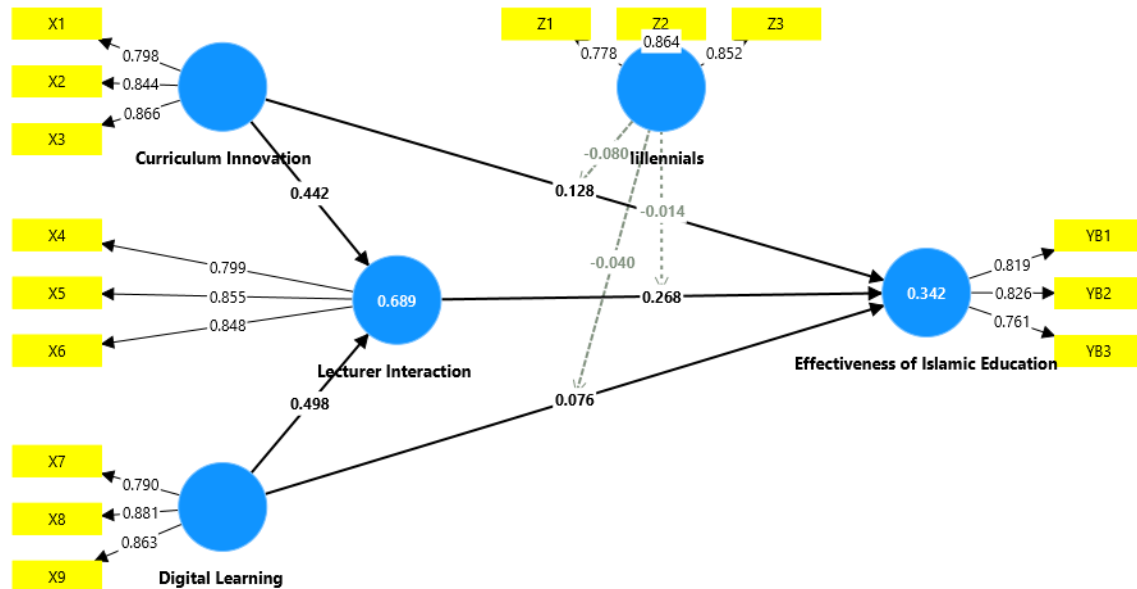 X1
Z1
Z2
Z3
0.864
0.798
0.778
0.852
X2
0.844
0.866
X3
Curriculum Innovation
lillennials
-0.080
0.128
0.442
-0.014
X4
YB1
0.799
0.819
-0.040
X5
0.855
0.689
0.268
0.342
0.826
YB2
0.848
0.761
X6
YB3
Lecturer Interaction
Effectiveness of Islamic Education
0.498
0.076
X7
0.790
X8
0.881
0.863
X9
Digital Learning